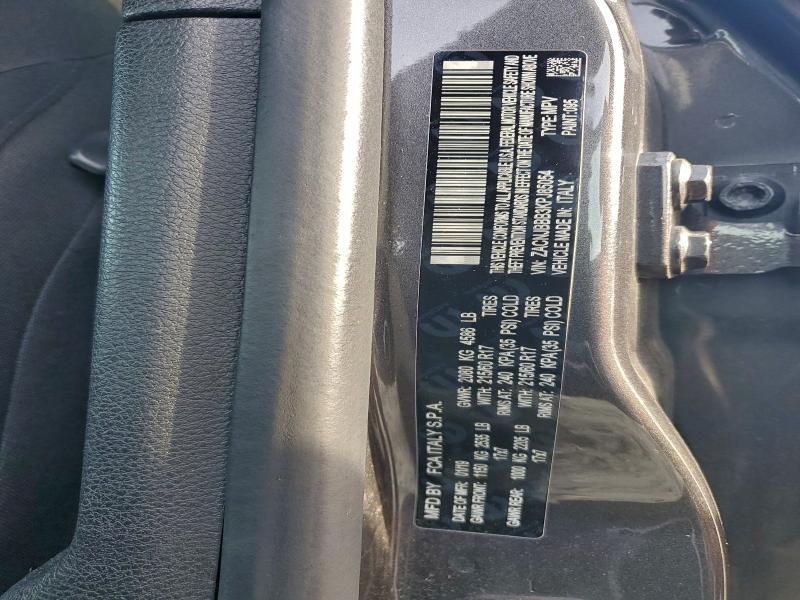 MFD BY FCA ITALY S.P.A.
DATE OF MFR: 01/19 GVWR: 2080 KG 4586 LB
GAWR FRONT: 1150 KG 2535 LB WITH: 215/60 R17 TIRES
17x7 RIMS AT: 240 KPA(35 PSI) COLD
GAWR REAR: 1000 KG 2205 LB WITH: 215/60 R17 TIRES
17x7 RIMS AT: 240 KPA(35 PSI) COLD
THIS VEHICLE CONFORMS TO ALL APPLICABLE U.S.A. FEDERAL MOTOR VEHICLE SAFETY AND
THEFT PREVENTION STANDARDS IN EFFECT ON THE DATE OF MANUFACTURE SHOWN ABOVE
VIN: ZACNJBBB3KPJ85054 TYPE: MPV
VEHICLE MADE IN: ITALY PAINT: 085